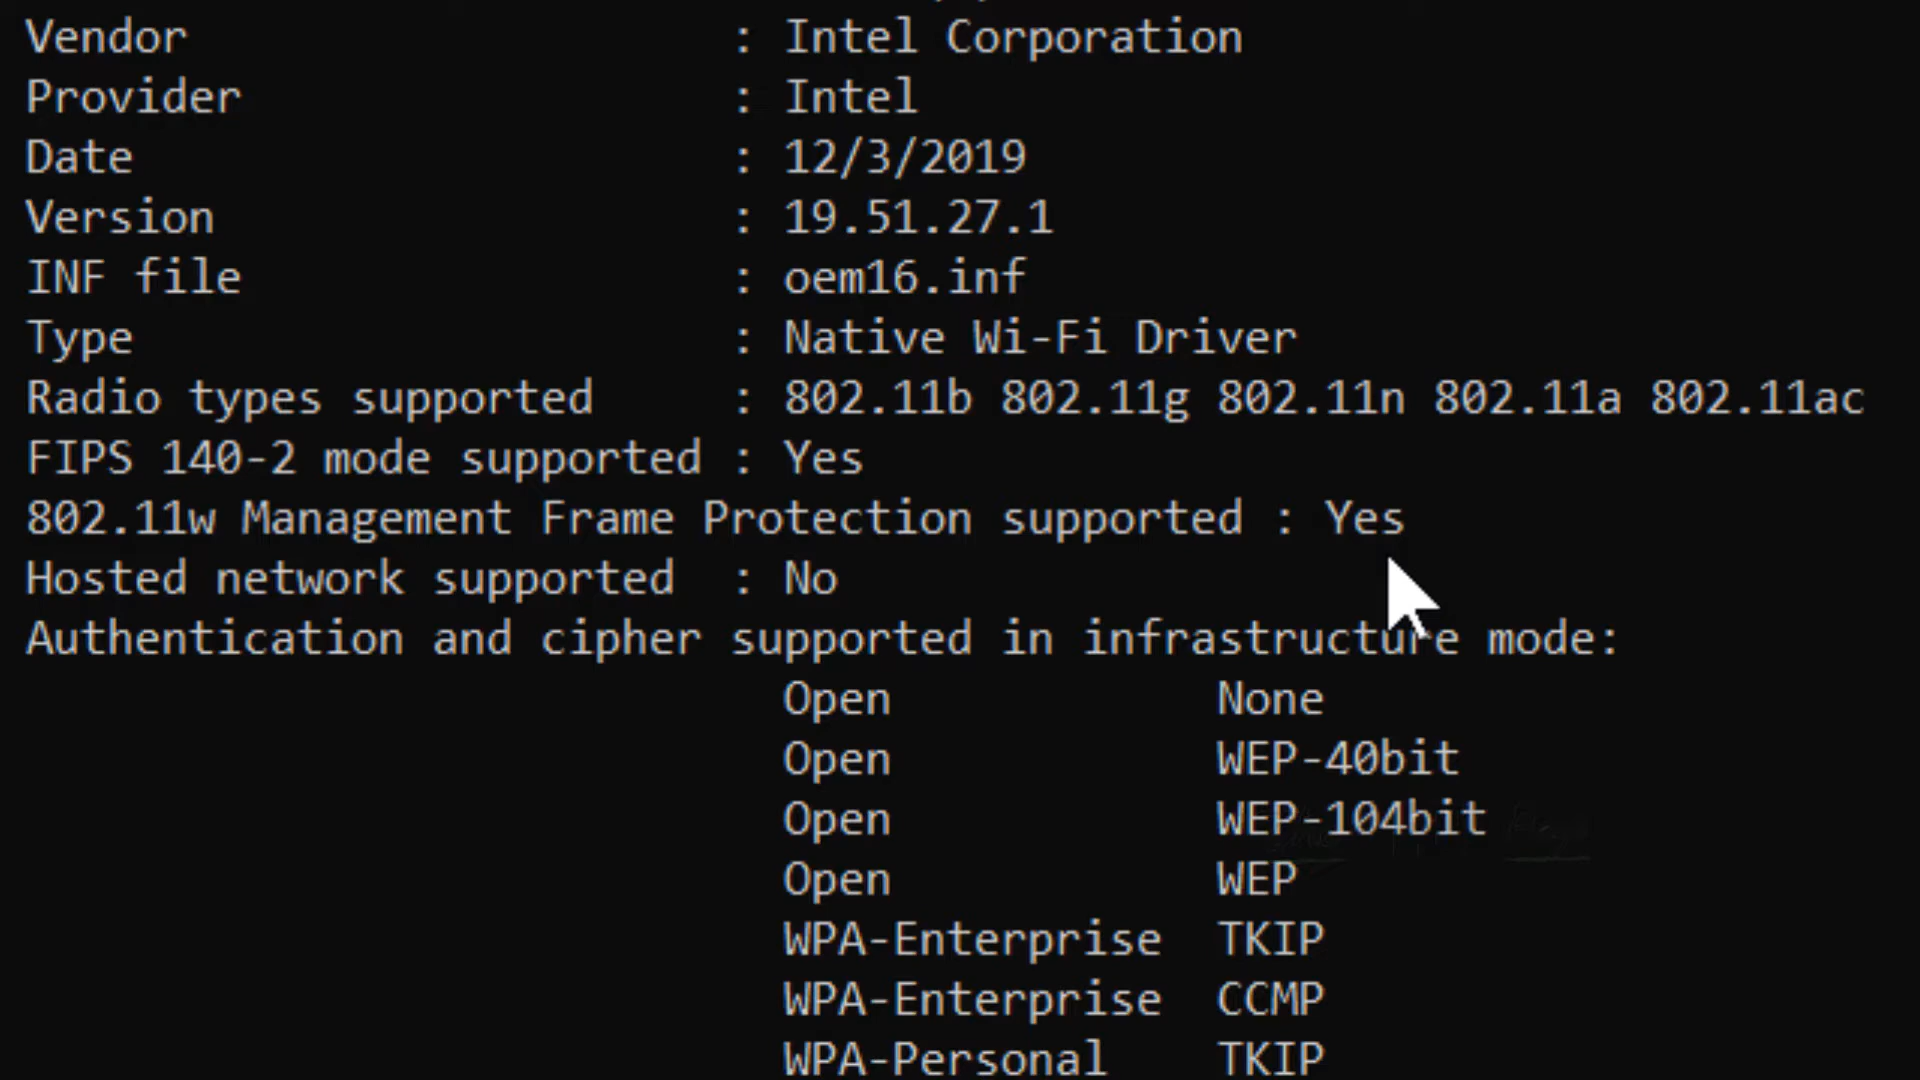 Vendor : Intel Corporation
Provider : Intel
Date : 12/3/2019
Version : 19.51.27.1
INF file : oem16.inf
Type : Native Wi-Fi Driver
Radio types supported : 802.11b 802.11g 802.11n 802.11a 802.11ac
FIPS 140-2 mode supported : Yes
802.11w Management Frame Protection supported : Yes
Hosted network supported : No
Authentication and cipher supported in infrastructure mode:
Open None
Open WEP-40bit
Open WEP-104bit
Open WEP
WPA-Enterprise TKIP
WPA-Enterprise CCMP
WPA-Personal TKIP